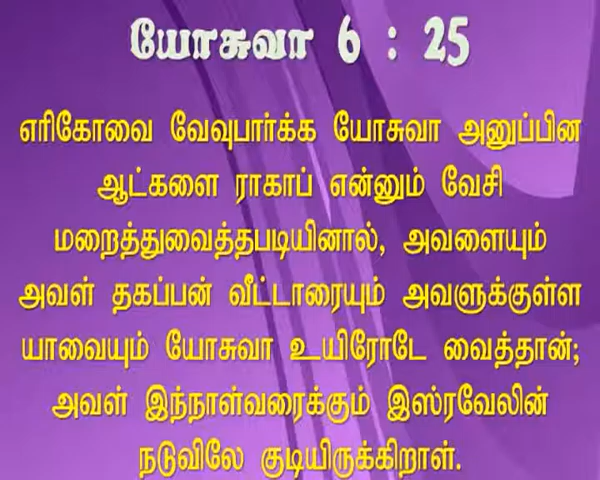 யோசுவா 6 : 25
எரிகோவை வேவுபார்க்க யோசுவா அனுப்பின
ஆட்களை ராகாப் என்னும் வேசி
மறைத்துவைத்தபடியினால், அவளையும்
அவள் தகப்பன் வீட்டாரையும் அவளுக்குள்ள
யாவையும் யோசுவா உயிரோடே வைத்தான்;
அவள் இந்நாள்வரைக்கும் இஸ்ரவேலின்
நடுவிலே குடியிருக்கிறாள்.